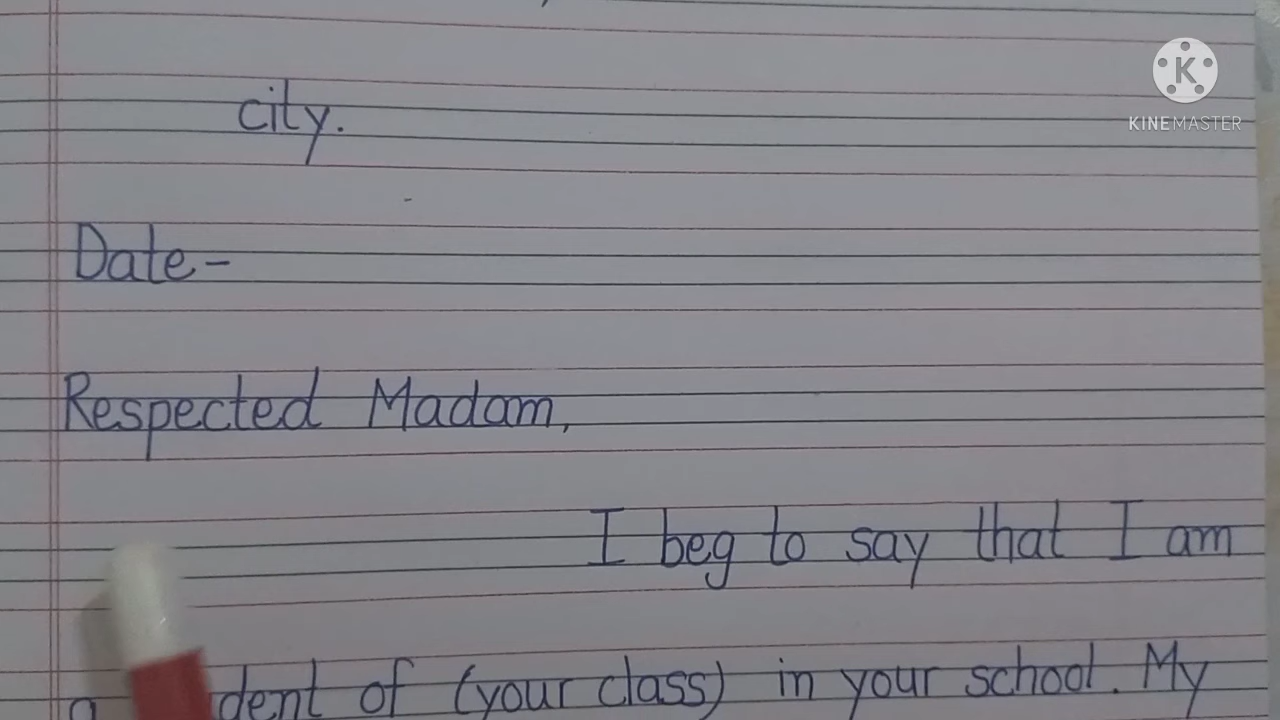 city.
KINEMASTER
Date-
Respected Madam,
I beg to say that I am
a dent of (your class) in your school. My